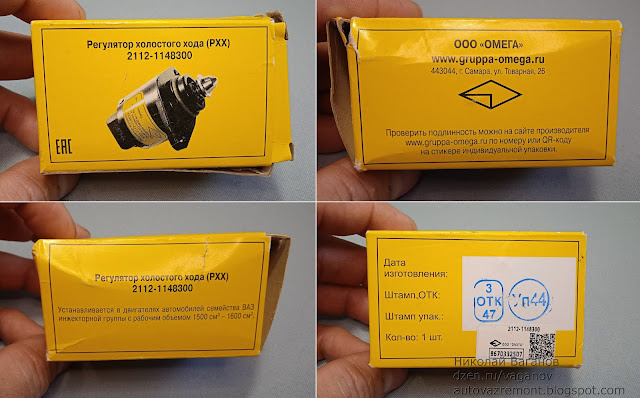 Регулятор холостого хода (РХХ)
2112-1148300
EAC
ООО "ОМЕГА"
www.gruppa-omega.ru
443044, г. Самара, ул. Товарная, 26
Проверить подлинность можно на сайте производителя
www.gruppa-omega.ru по номеру или QR-коду
на стикере индивидуальной упаковки.
Регулятор холостого хода (РХХ)
2112-1148300
Устанавливается в двигателях автомобилей семейства ВАЗ
инжекторной группы с рабочим объемом 1500 см³ – 1600 см³.
Дата
изготовления:
Штамп,ОТК:
Штамп упак.:
Кол-во: 1 шт.
3
ОТК
47
Уп44
2112-1148300
Николай Ваганов
dzen.ru/vaganov
autovazremont.blogspot.com